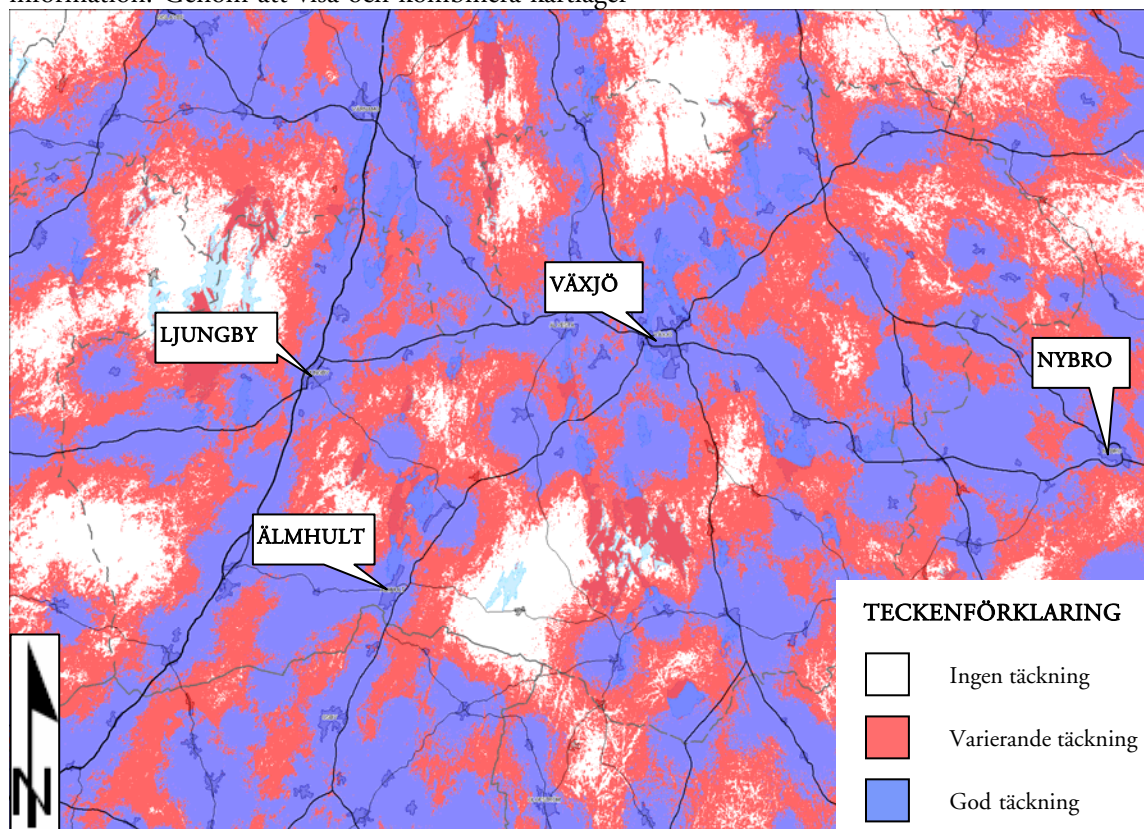 information. Genom att visa och kombinera kartlager
VÄXJÖ
LJUNGBY
NYBRO
ÄLMHULT
TECKENFÖRKLARING
Ingen täckning
Varierande täckning
God täckning
N